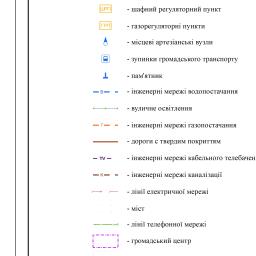 ШРП - шафний регуляторний пункт
ГРП - газорегуляторні пункти
- місцеві артезіанські вузли
- зупинки громадського транспорту
- пам'ятник
В - інженерні мережі водопостачання
- вуличне освітлення
Г - інженерні мережі газопостачання
- дороги с твердим покриттям
TV - інженерні мережі кабельного телебачен
К - інженерні мережі каналізації
- лінії електричної мережі
- міст
- лінії телефонної мережі
- громадський центр